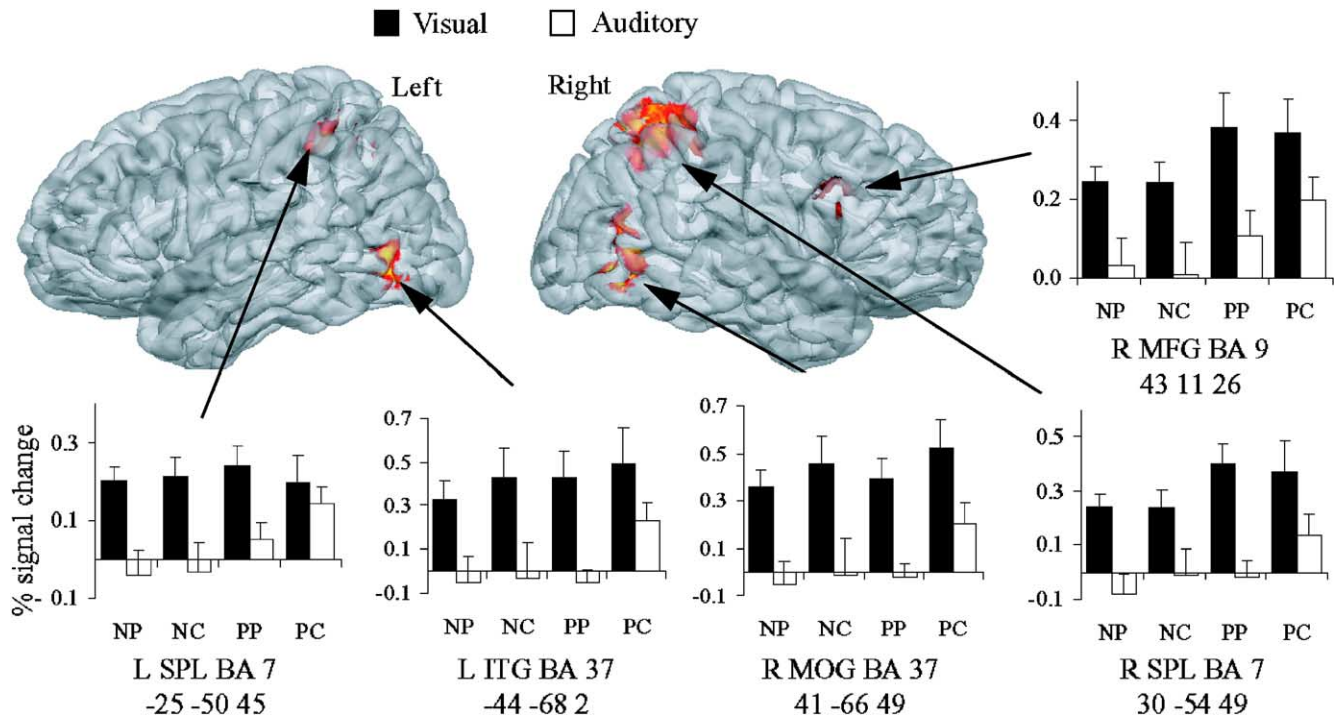 Visual Auditory
Left Right
0.4
0.2
0.0
NP NC PP PC
R MFG BA 9
43 11 26
% signal change
0.3
0.1
0.1
NP NC PP PC
L SPL BA 7
-25 -50 45
0.7
0.5
0.3
0.1
-0.1
NP NC PP PC
L ITG BA 37
-44 -68 2
0.7
0.5
0.3
0.1
-0.1
NP NC PP PC
R MOG BA 37
41 -66 49
0.5
0.3
0.1
-0.1
NP NC PP PC
R SPL BA 7
30 -54 49